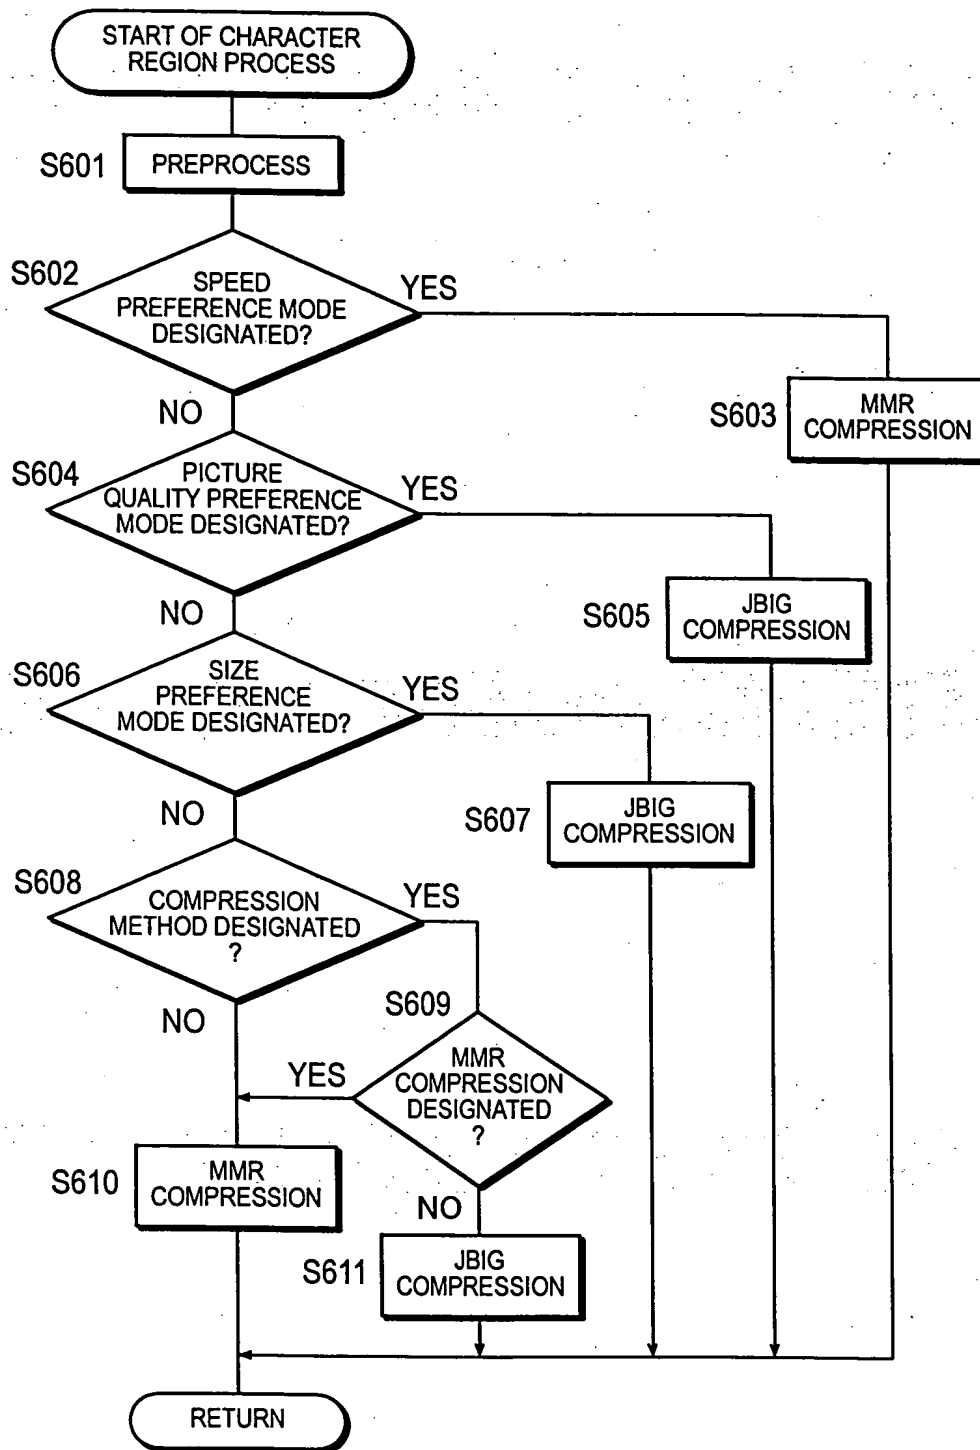 START OF CHARACTER
REGION PROCESS
S601
PREPROCESS
S602
SPEED
PREFERENCE MODE
DESIGNATED?
YES
NO
S603
MMR
COMPRESSION
S604
PICTURE
QUALITY PREFERENCE
MODE DESIGNATED?
YES
NO
S605
JBIG
COMPRESSION
S606
SIZE
PREFERENCE
MODE DESIGNATED?
YES
NO
S607
JBIG
COMPRESSION
S608
COMPRESSION
METHOD DESIGNATED
?
YES
NO
S609
MMR
COMPRESSION
DESIGNATED
?
YES
NO
S610
MMR
COMPRESSION
S611
JBIG
COMPRESSION
RETURN